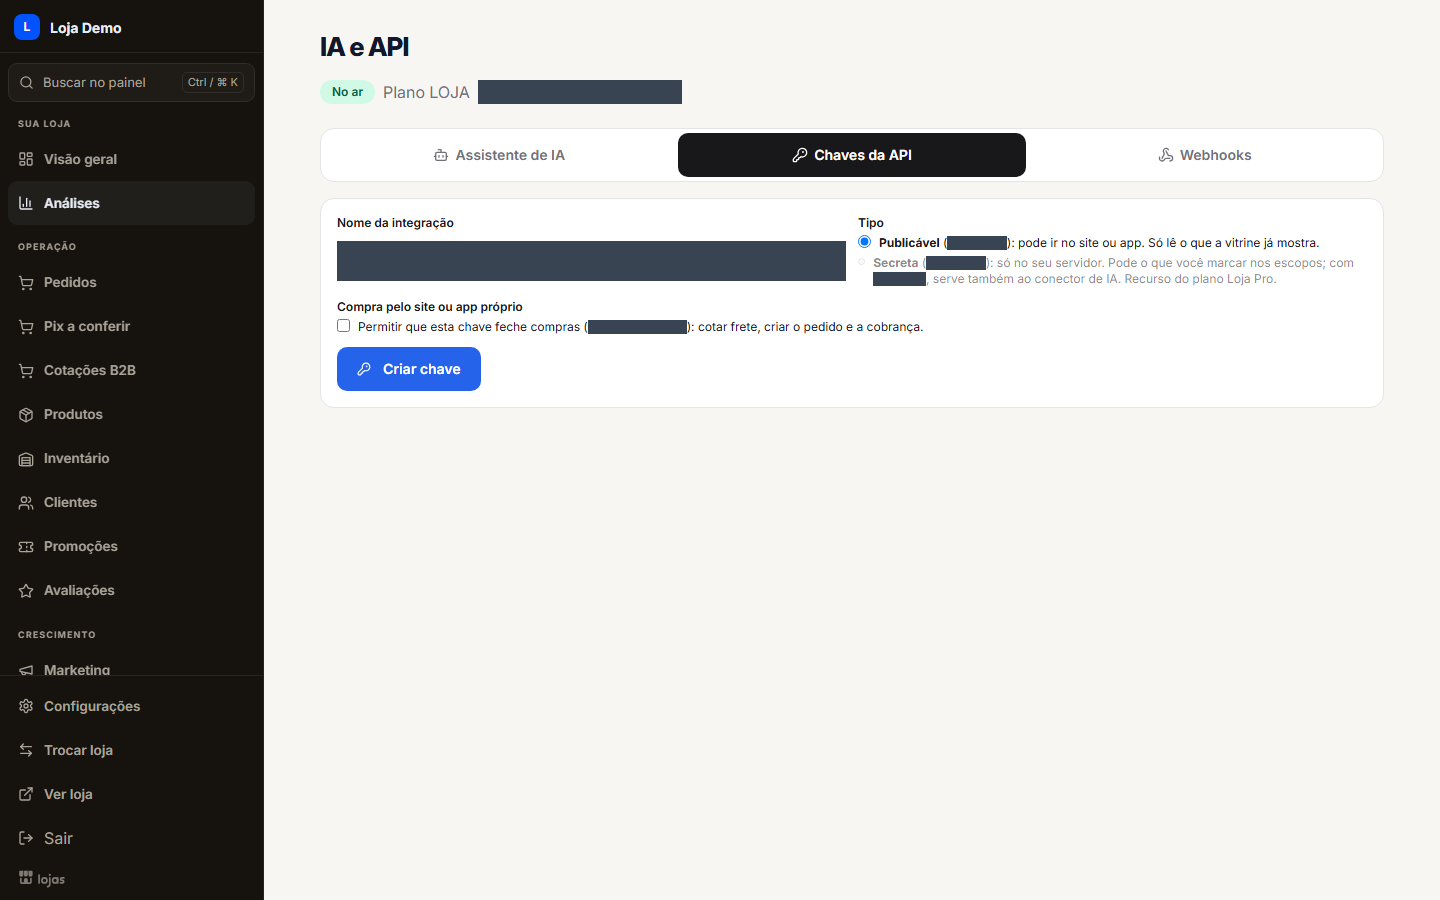 L Loja Demo
Buscar no painel Ctrl / ⌘ K
SUA LOJA
Visão geral
Análises
OPERAÇÃO
Pedidos
Pix a conferir
Cotações B2B
Produtos
Inventário
Clientes
Promoções
Avaliações
CRESCIMENTO
Marketing
Configurações
Trocar loja
Ver loja
Sair
lojas
IA e API
No ar Plano LOJA
Assistente de IA
Chaves da API
Webhooks
Nome da integração
Tipo
Publicável ( ): pode ir no site ou app. Só lê o que a vitrine já mostra.
Secreta ( ): só no seu servidor. Pode o que você marcar nos escopos; com
, serve também ao conector de IA. Recurso do plano Loja Pro.
Compra pelo site ou app próprio
Permitir que esta chave feche compras ( ): cotar frete, criar o pedido e a cobrança.
Criar chave